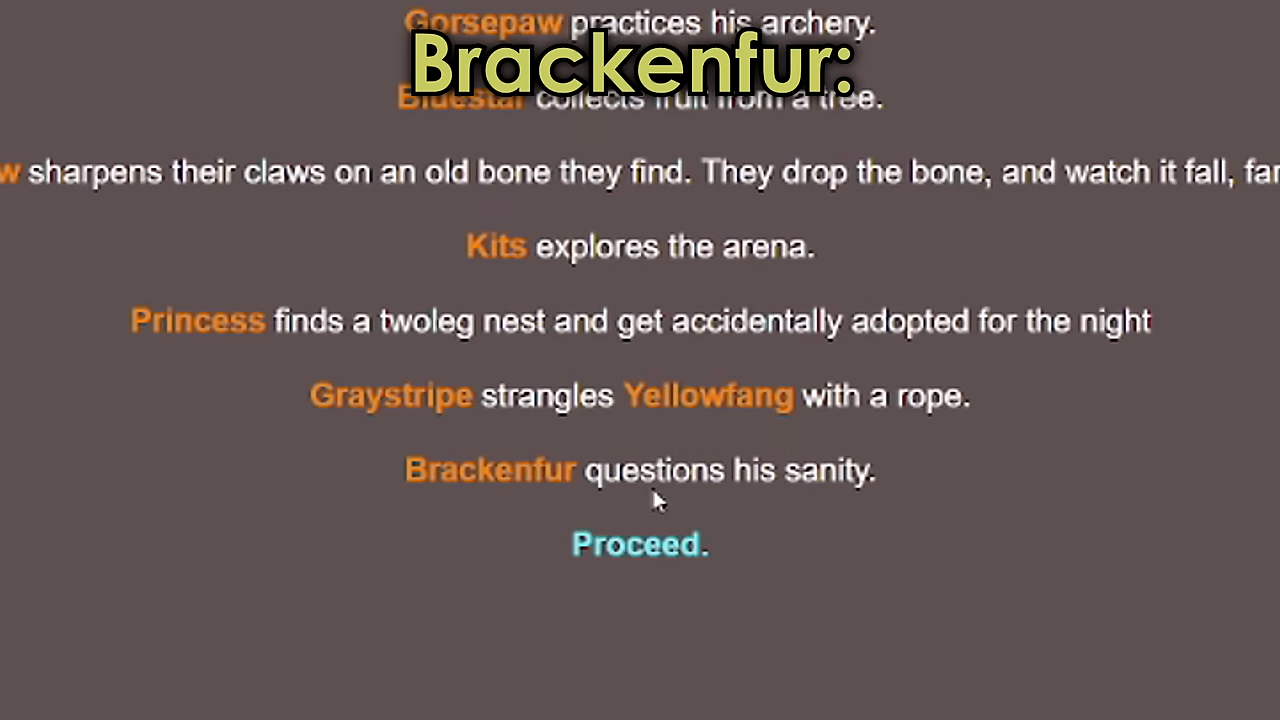 Gorsepaw practices his archery.
Brackenfur:
Bluestar collects fruit from a tree.
w sharpens their claws on an old bone they find. They drop the bone, and watch it fall, far
Kits explores the arena.
Princess finds a twoleg nest and get accidentally adopted for the night
Graystripe strangles Yellowfang with a rope.
Brackenfur questions his sanity.
Proceed.